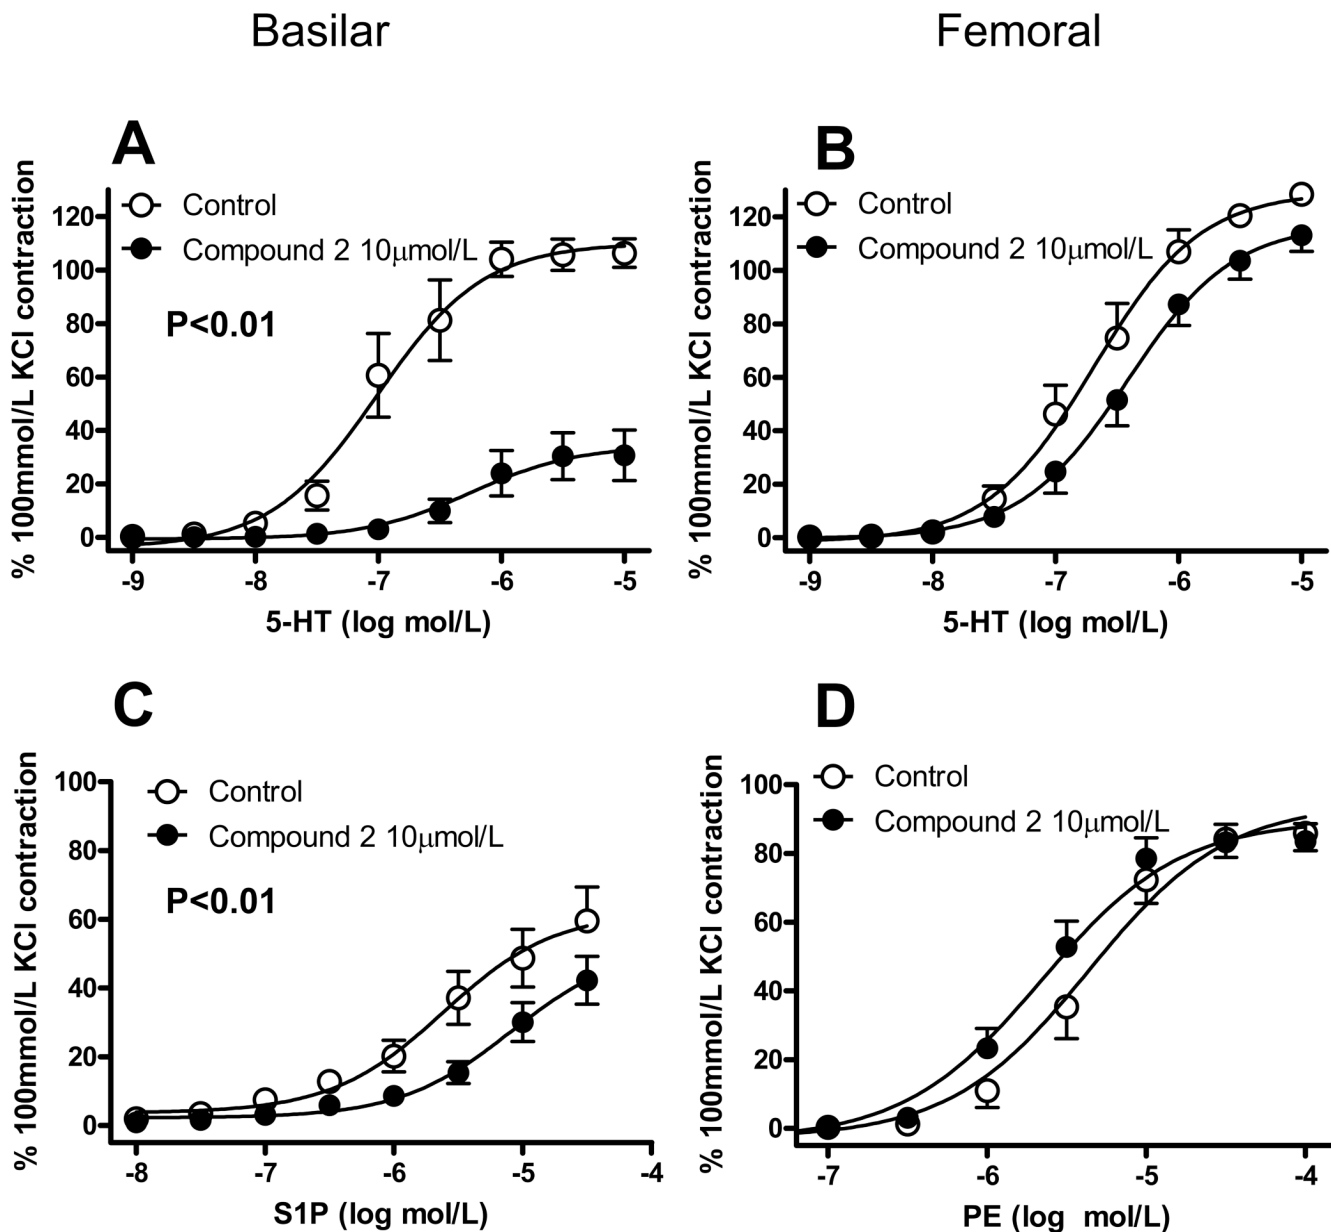 Basilar
Femoral
A
Control
Compound 2 10μmol/L
P<0.01
% 100mmol/L KCl contraction
120
100
80
60
40
20
0
-9
-8
-7
-6
-5
5-HT (log mol/L)
B
Control
Compound 2 10μmol/L
% 100mmol/L KCl contraction
120
100
80
60
40
20
0
-9
-8
-7
-6
-5
5-HT (log mol/L)
C
Control
Compound 2 10μmol/L
P<0.01
% 100mmol/L KCl contraction
100
80
60
40
20
0
-8
-7
-6
-5
-4
S1P (log mol/L)
D
Control
Compound 2 10μmol/L
% 100mmol/L KCl contraction
100
80
60
40
20
0
-7
-6
-5
-4
PE (log mol/L)